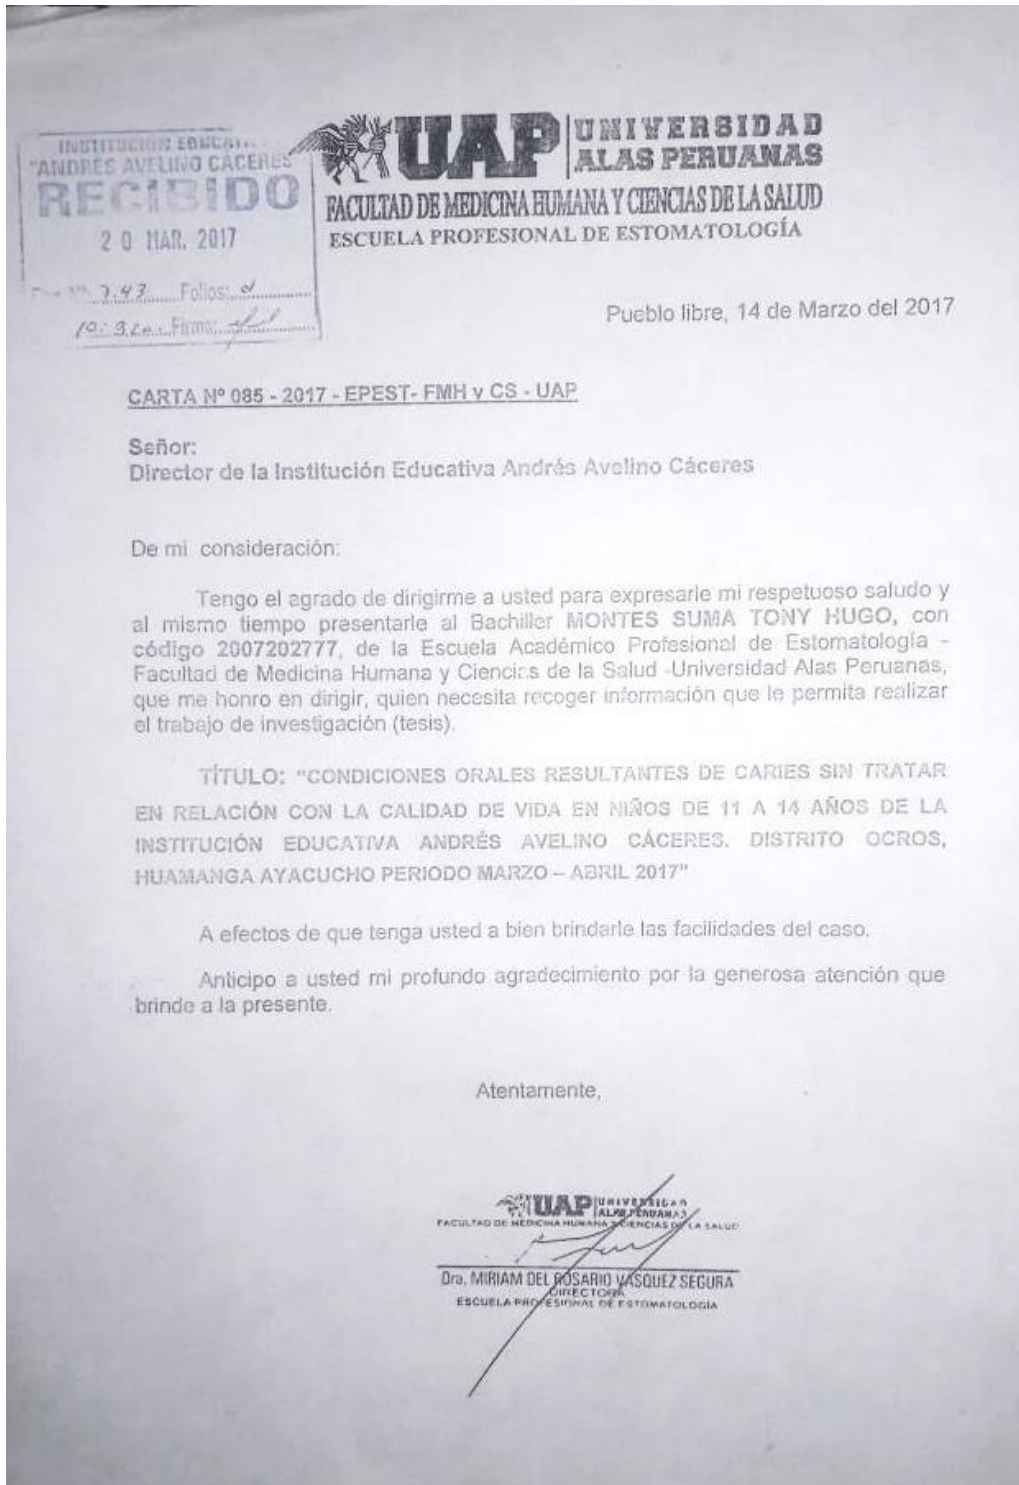 INSTITUCION EDUCATI
"ANDRÉS AVELINO CÁCERES"
RECIBIDO
20 MAR. 2017
743 Folios:
Firma:
UAP UNIVERSIDAD
ALAS PERUANAS
FACULTAD DE MEDICINA HUMANA Y CIENCIAS DE LA SALUD
ESCUELA PROFESIONAL DE ESTOMATOLOGÍA
Pueblo libre, 14 de Marzo del 2017
CARTA Nº 085 - 2017 - EPEST- FMH y CS - UAP
Señor:
Director de la Institución Educativa Andrés Avelino Cáceres
De mi consideración:
Tengo el agrado de dirigirme a usted para expresarle mi respetuoso saludo y
al mismo tiempo presentarle al Bachiller MONTES SUMA TONY HUGO, con
código 2007202777, de la Escuela Académico Profesional de Estomatología -
Facultad de Medicina Humana y Ciencias de la Salud -Universidad Alas Peruanas,
que me honro en dirigir, quien necesita recoger información que le permita realizar
el trabajo de investigación (tesis).
TÍTULO: "CONDICIONES ORALES RESULTANTES DE CARIES SIN TRATAR
EN RELACIÓN CON LA CALIDAD DE VIDA EN NIÑOS DE 11 A 14 AÑOS DE LA
INSTITUCIÓN EDUCATIVA ANDRÉS AVELINO CÁCERES. DISTRITO OCROS,
HUAMANGA AYACUCHO PERIODO MARZO – ABRIL 2017"
A efectos de que tenga usted a bien brindarle las facilidades del caso.
Anticipo a usted mi profundo agradecimiento por la generosa atención que
brinde a la presente.
Atentamente,
UAP UNIVERSIDAD
ALAS PERUANAS
FACULTAD DE MEDICINA HUMANA Y CIENCIAS DE LA SALUD
Dra. MIRIAM DEL ROSARIO VÁSQUEZ SEGURA
DIRECTORA
ESCUELA PROFESIONAL DE ESTOMATOLOGÍA